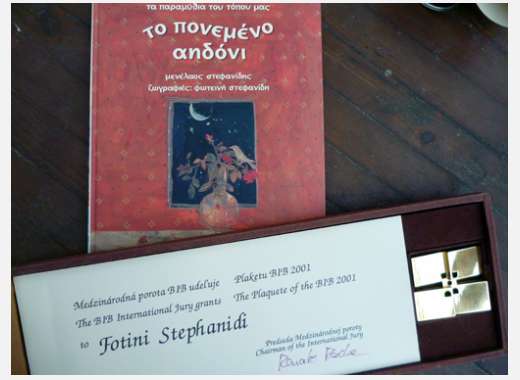 τα παραμύθια του τόπου μας
το πονεμένο
αηδόνι
μενέλαος στεφανίδης
ζωγραφιές: φωτεινή στεφανίδη
Medzinárodná porota BIB udeľuje Plaketu BIB 2001
The BIB International Jury grants The Plaquete of the BIB 2001
to Fotini Stephanidi
Predseda Medzinárodnej poroty
Chairman of the International Jury